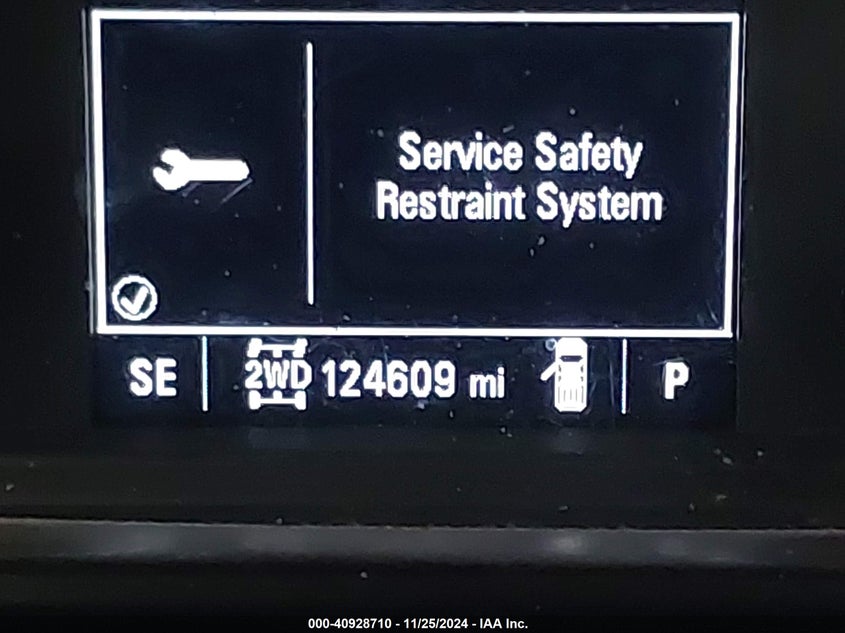 Service Safety
Restraint System
SE 2WD 124609 mi P
000-40928710 - 11/25/2024 - IAA Inc.